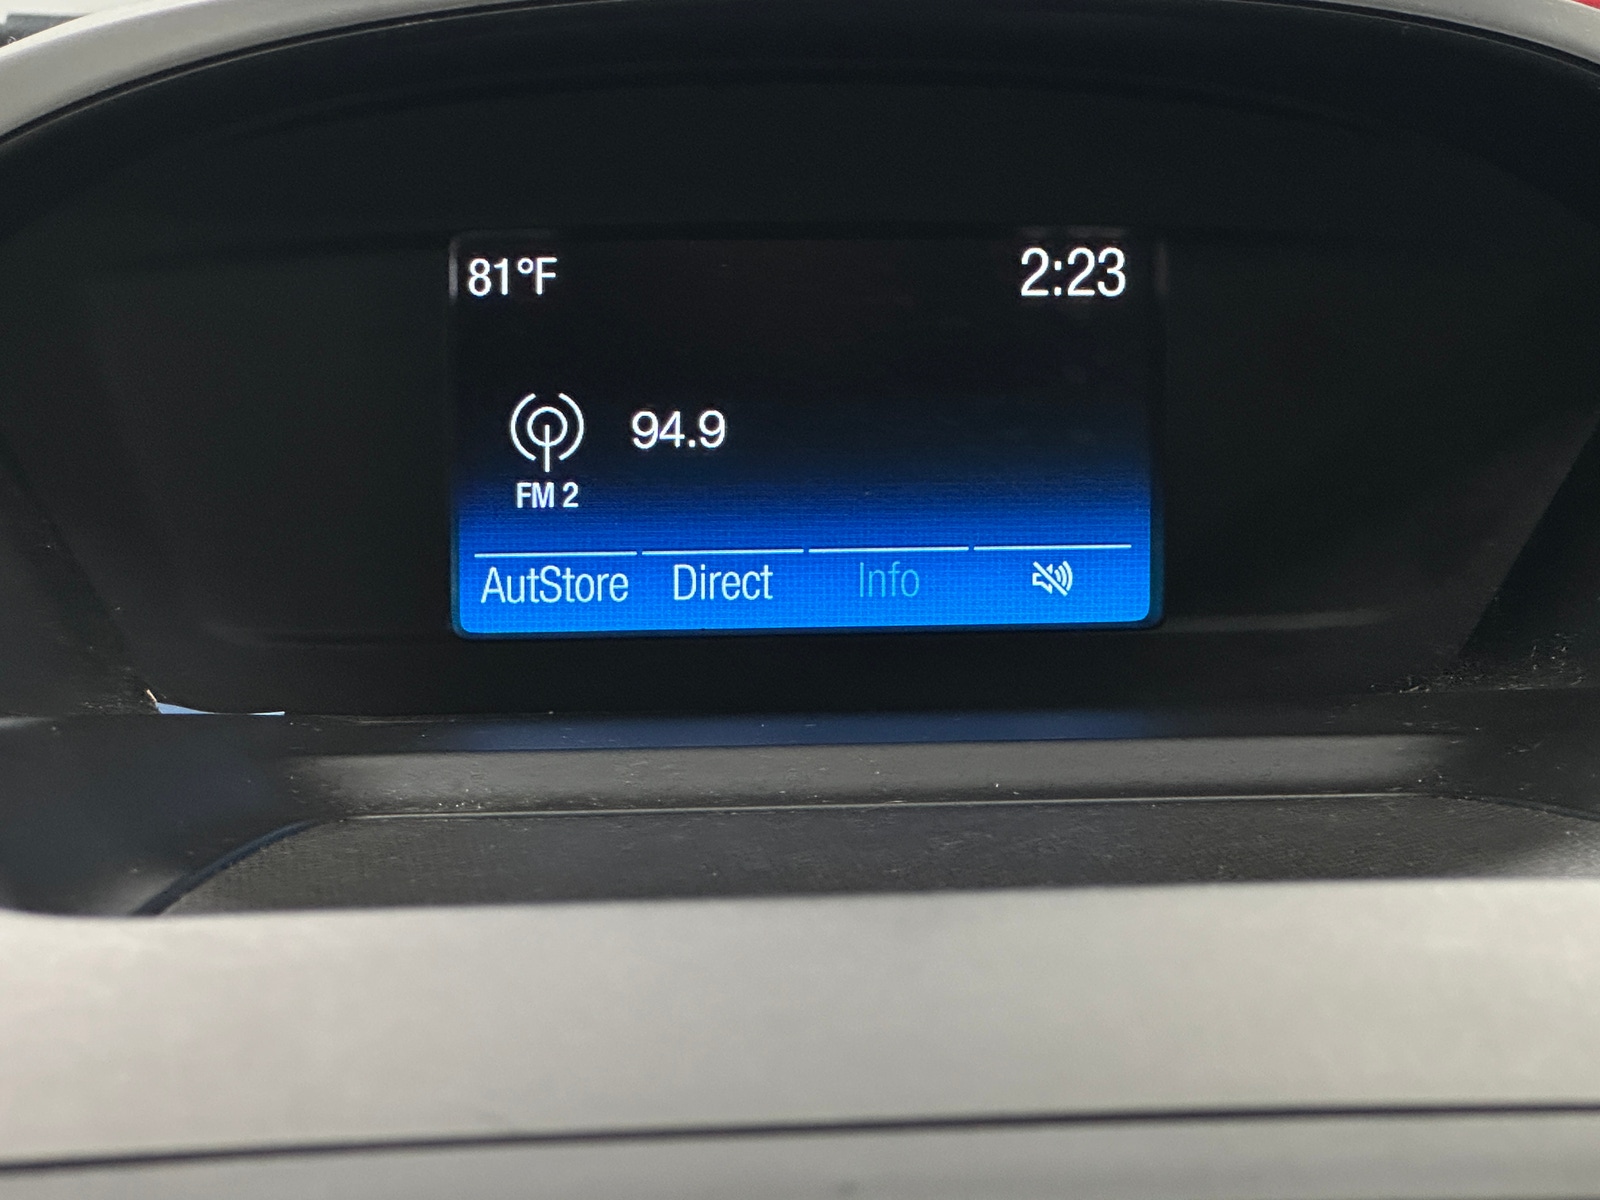 81°F 2:23
94.9
FM 2
AutStore Direct Info